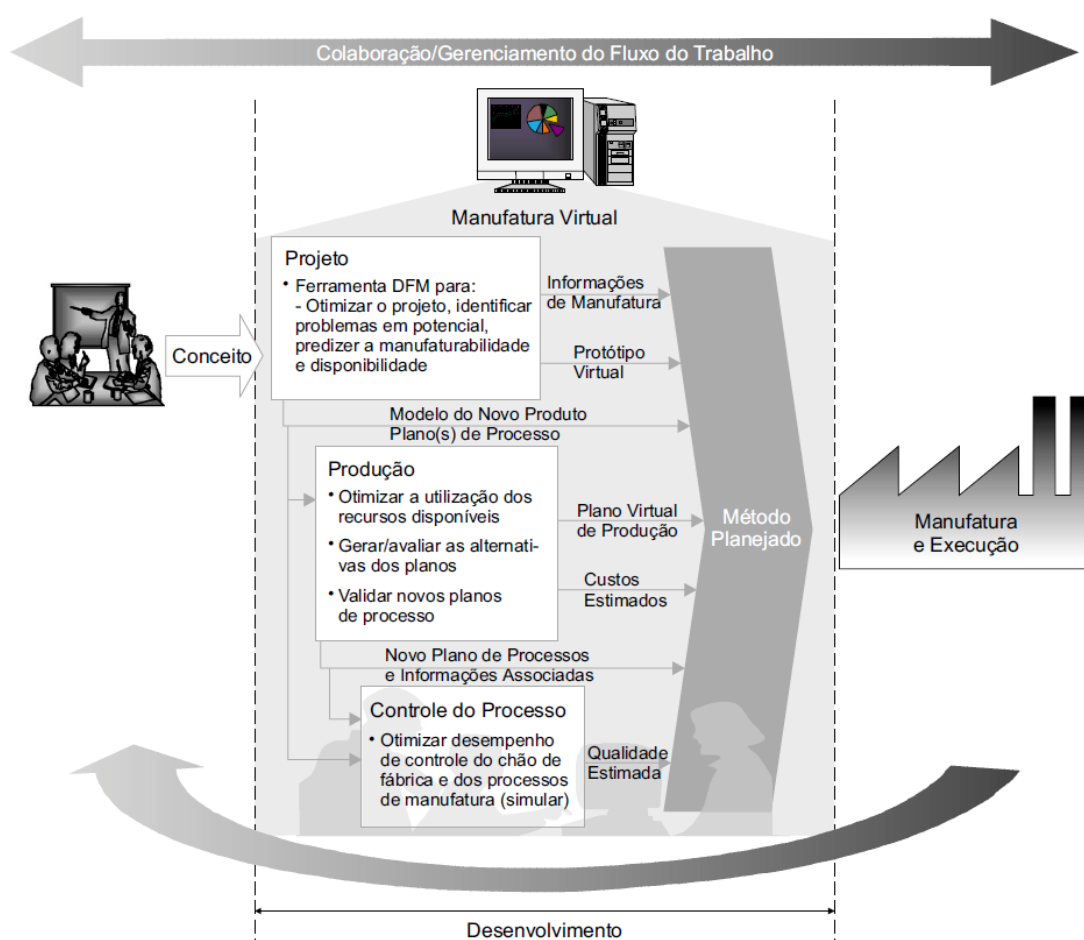 Colaboração/Gerenciamento do Fluxo do Trabalho
Manufatura Virtual
Projeto
• Ferramenta DFM para:
- Otimizar o projeto, identificar
problemas em potencial,
predizer a manufaturabilidade
e disponibilidade
Informações
de Manufatura
Protótipo
Virtual
Conceito
Modelo do Novo Produto
Plano(s) de Processo
Produção
• Otimizar a utilização dos
recursos disponíveis
• Gerar/avaliar as alternati-
vas dos planos
• Validar novos planos
de processo
Plano Virtual
de Produção
Custos
Estimados
Método
Planejado
Manufatura
e Execução
Novo Plano de Processos
e Informações Associadas
Controle do Processo
• Otimizar desempenho
de controle do chão de
fábrica e dos processos
de manufatura (simular)
Qualidade
Estimada
Desenvolvimento